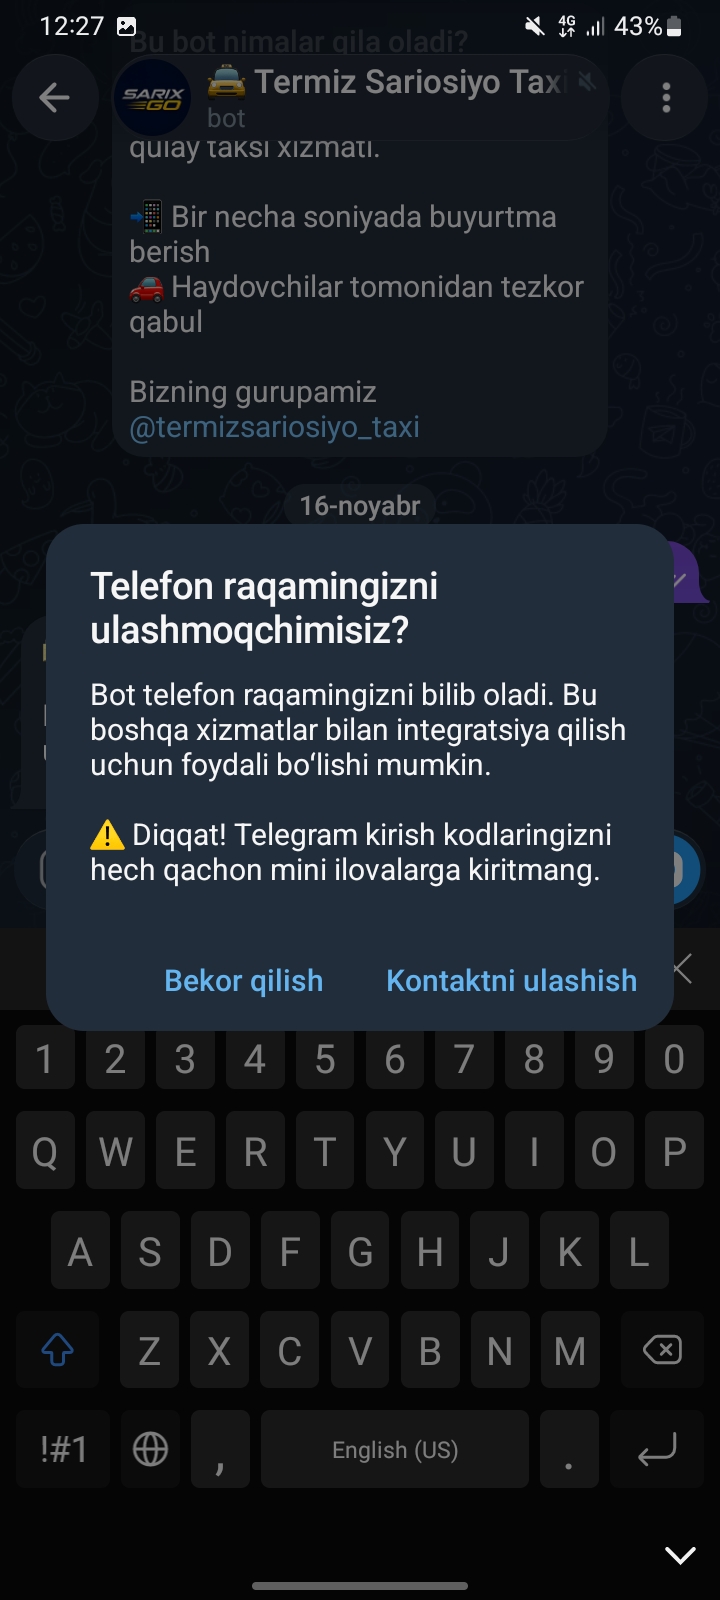 12:27
4G
43%
Bu bot nimalar qila oladi?
SARIX
GO
Termiz Sariosiyo Taxi
bot
qulay taksi xizmati.
Bir necha soniyada buyurtma
berish
Haydovchilar tomonidan tezkor
qabul
Bizning gurupamiz
@termizsariosiyo_taxi
16-noyabr
Telefon raqamingizni
ulashmoqchimisiz?
Bot telefon raqamingizni bilib oladi. Bu
boshqa xizmatlar bilan integratsiya qilish
uchun foydali boʻlishi mumkin.
⚠️ Diqqat! Telegram kirish kodlaringizni
hech qachon mini ilovalarga kiritmang.
Bekor qilish Kontaktni ulashish
1 2 3 4 5 6 7 8 9 0
Q W E R T Y U I O P
A S D F G H J K L
Z X C V B N M
!#1 , English (US) .